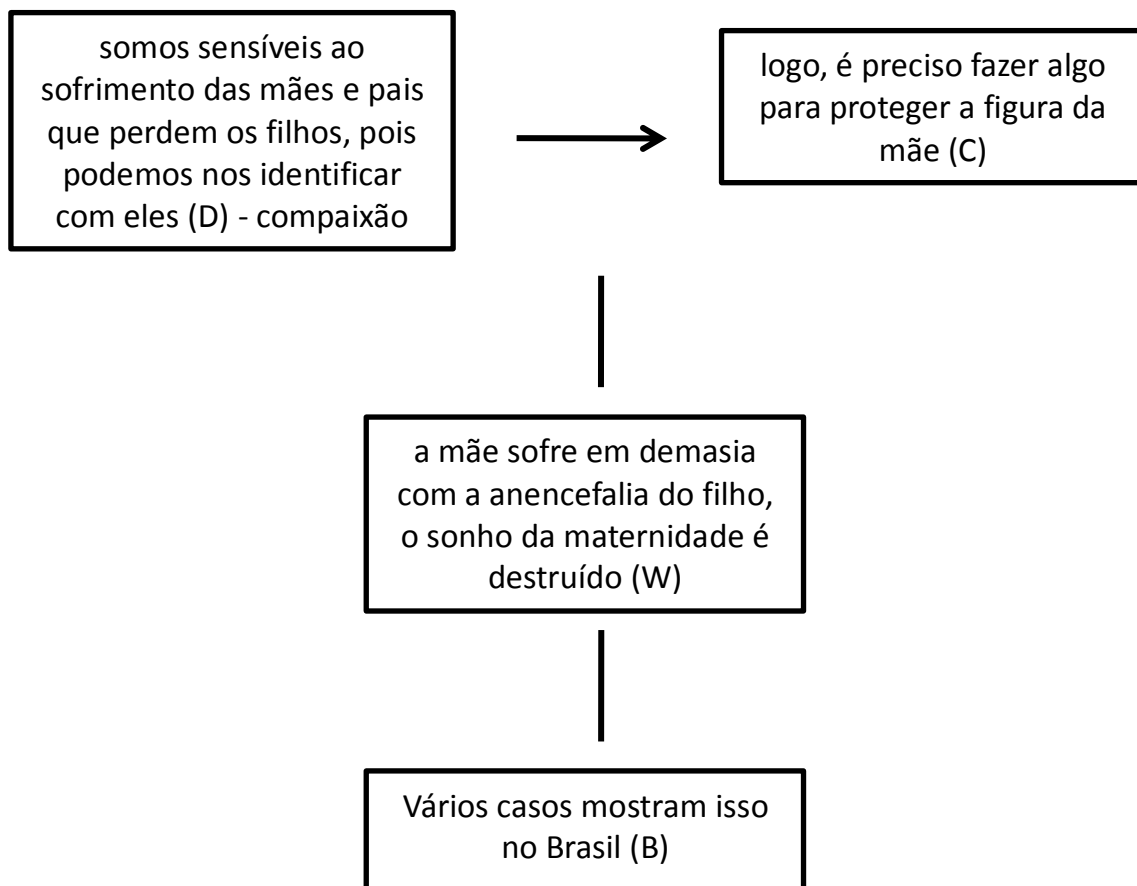 somos sensíveis ao
sofrimento das mães e pais
que perdem os filhos, pois
podemos nos identificar
com eles (D) - compaixão
logo, é preciso fazer algo
para proteger a figura da
mãe (C)
a mãe sofre em demasia
com a anencefalia do filho,
o sonho da maternidade é
destruído (W)
Vários casos mostram isso
no Brasil (B)